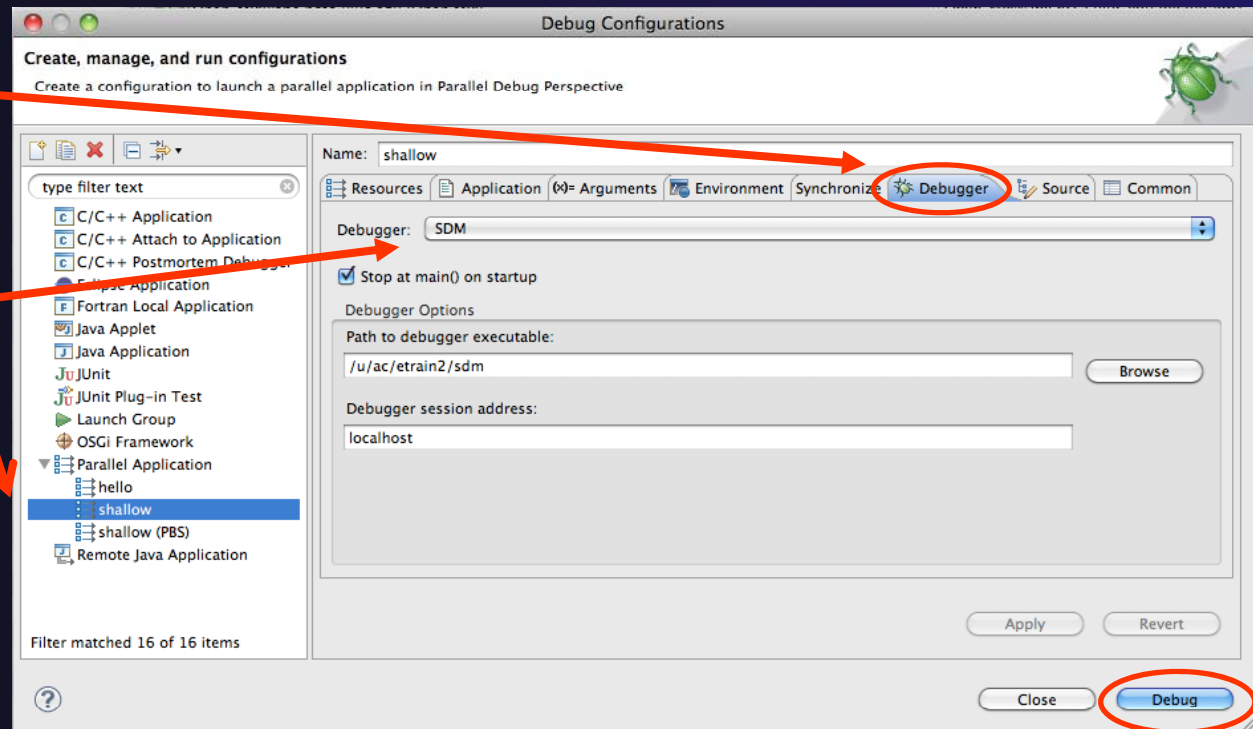 Debug Configurations
Create, manage, and run configurations
Create a configuration to launch a parallel application in Parallel Debug Perspective
type filter text
C/C++ Application
C/C++ Attach to Application
C/C++ Postmortem Debugger
Eclipse Application
Fortran Local Application
Java Applet
Java Application
JUnit
JUnit Plug-in Test
Launch Group
OSGi Framework
Parallel Application
hello
shallow
shallow (PBS)
Remote Java Application
Filter matched 16 of 16 items
Name: shallow
Resources Application (x)= Arguments Environment Synchronize Debugger Source Common
Debugger: SDM
Stop at main() on startup
Debugger Options
Path to debugger executable:
/u/ac/etrain2/sdm Browse
Debugger session address:
localhost
Apply Revert
? Close Debug